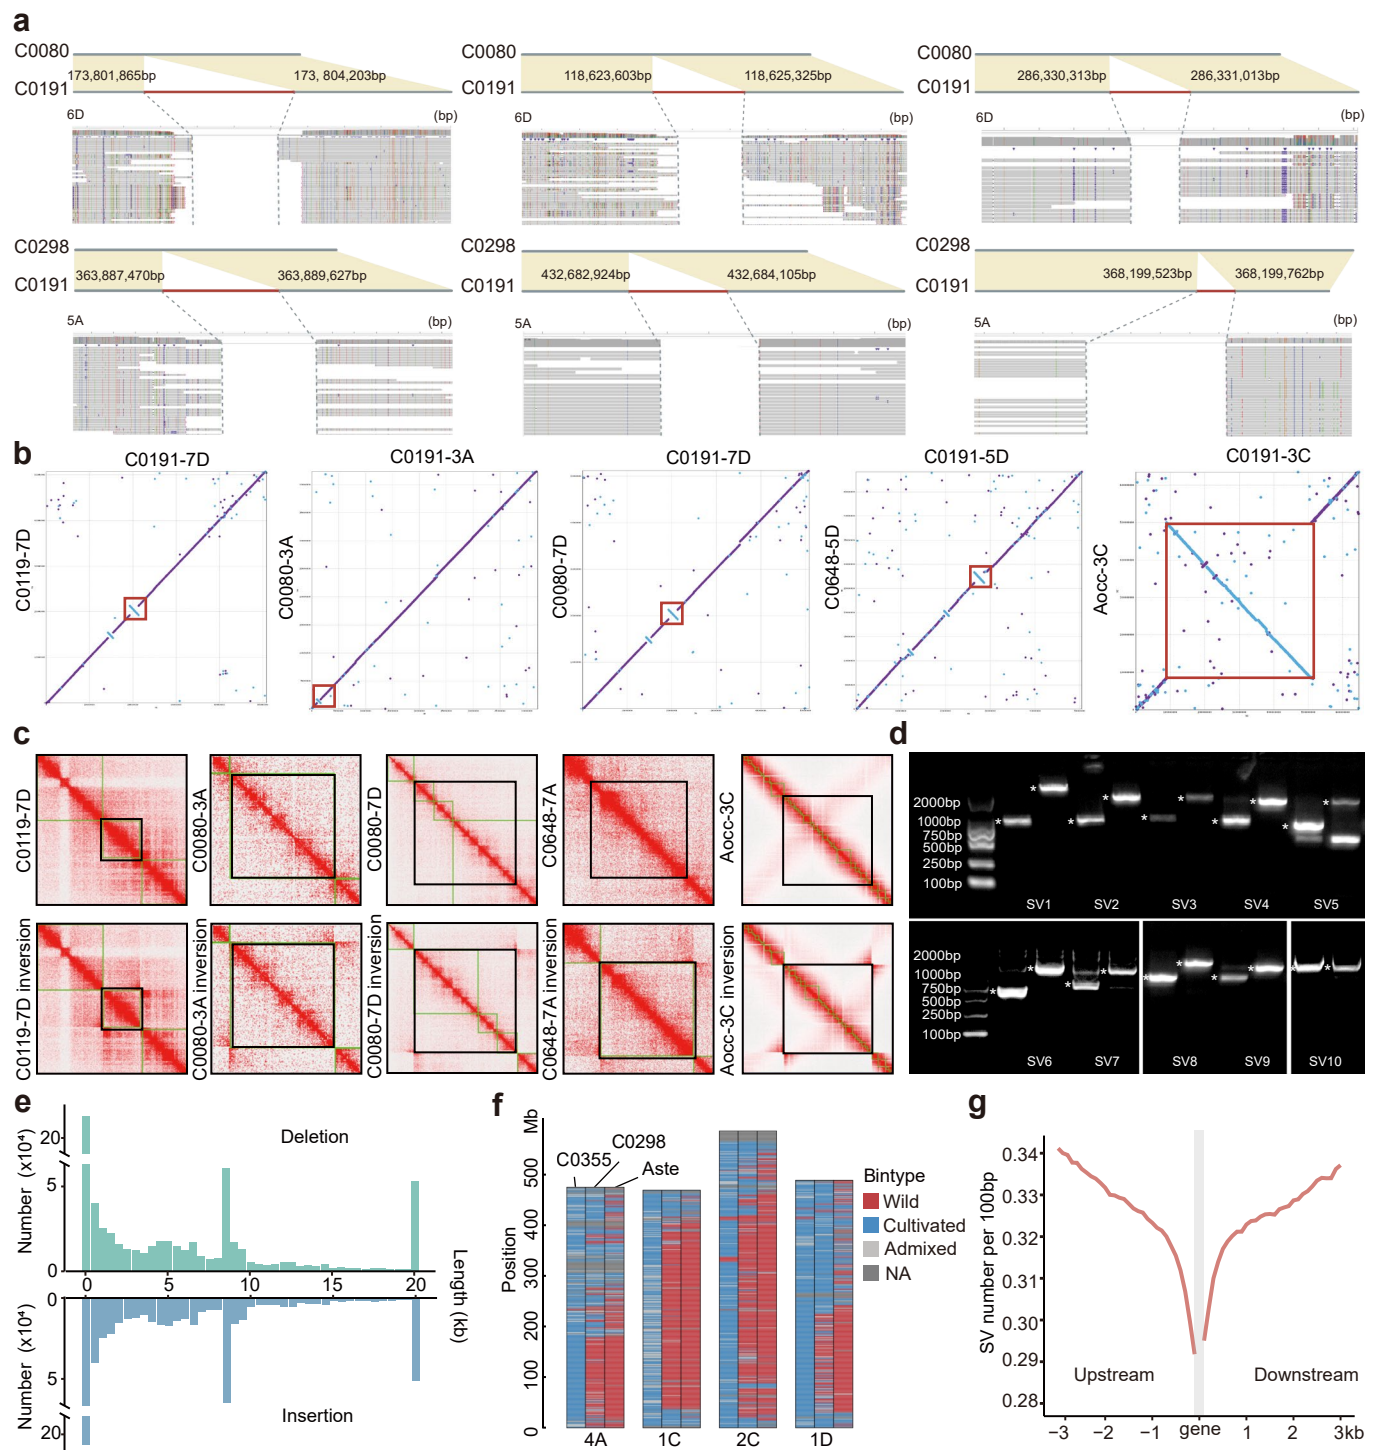 a
C0080
173,801,865bp
173, 804,203bp
C0191
6D
(bp)
C0080
118,623,603bp
118,625,325bp
C0191
6D
(bp)
C0080
286,330,313bp
286,331,013bp
C0191
6D
(bp)
C0298
363,887,470bp
363,889,627bp
C0191
5A
(bp)
C0298
432,682,924bp
432,684,105bp
C0191
5A
(bp)
C0298
368,199,523bp
368,199,762bp
C0191
5A
(bp)
b
C0191-7D
C0119-7D
C0191-3A
C0080-3A
C0191-7D
C0080-7D
C0191-5D
C0648-5D
C0191-3C
Aocc-3C
c
C0119-7D
C0080-3A
C0080-7D
C0648-7A
Aocc-3C
C0119-7D inversion
C0080-3A inversion
C0080-7D inversion
C0648-7A inversion
Aocc-3C inversion
d
2000bp
1000bp
750bp
500bp
250bp
100bp
* * * * * * * * * *
SV1 SV2 SV3 SV4 SV5
2000bp
1000bp
750bp
500bp
250bp
100bp
* * * * * * * * * *
SV6 SV7 SV8 SV9 SV10
e
Number (x10⁴)
20
5
0
Deletion
0 5 10 15 20
Length (kb)
Number (x10⁴)
0
5
20
Insertion
f
Mb
Position
500
400
300
200
100
0
C0355
C0298
Aste
4A 1C 2C 1D
Bintype
Wild
Cultivated
Admixed
NA
g
SV number per 100bp
0.34
0.33
0.32
0.31
0.30
0.29
0.28
Upstream
Downstream
−3 −2 −1 gene 1 2 3kb